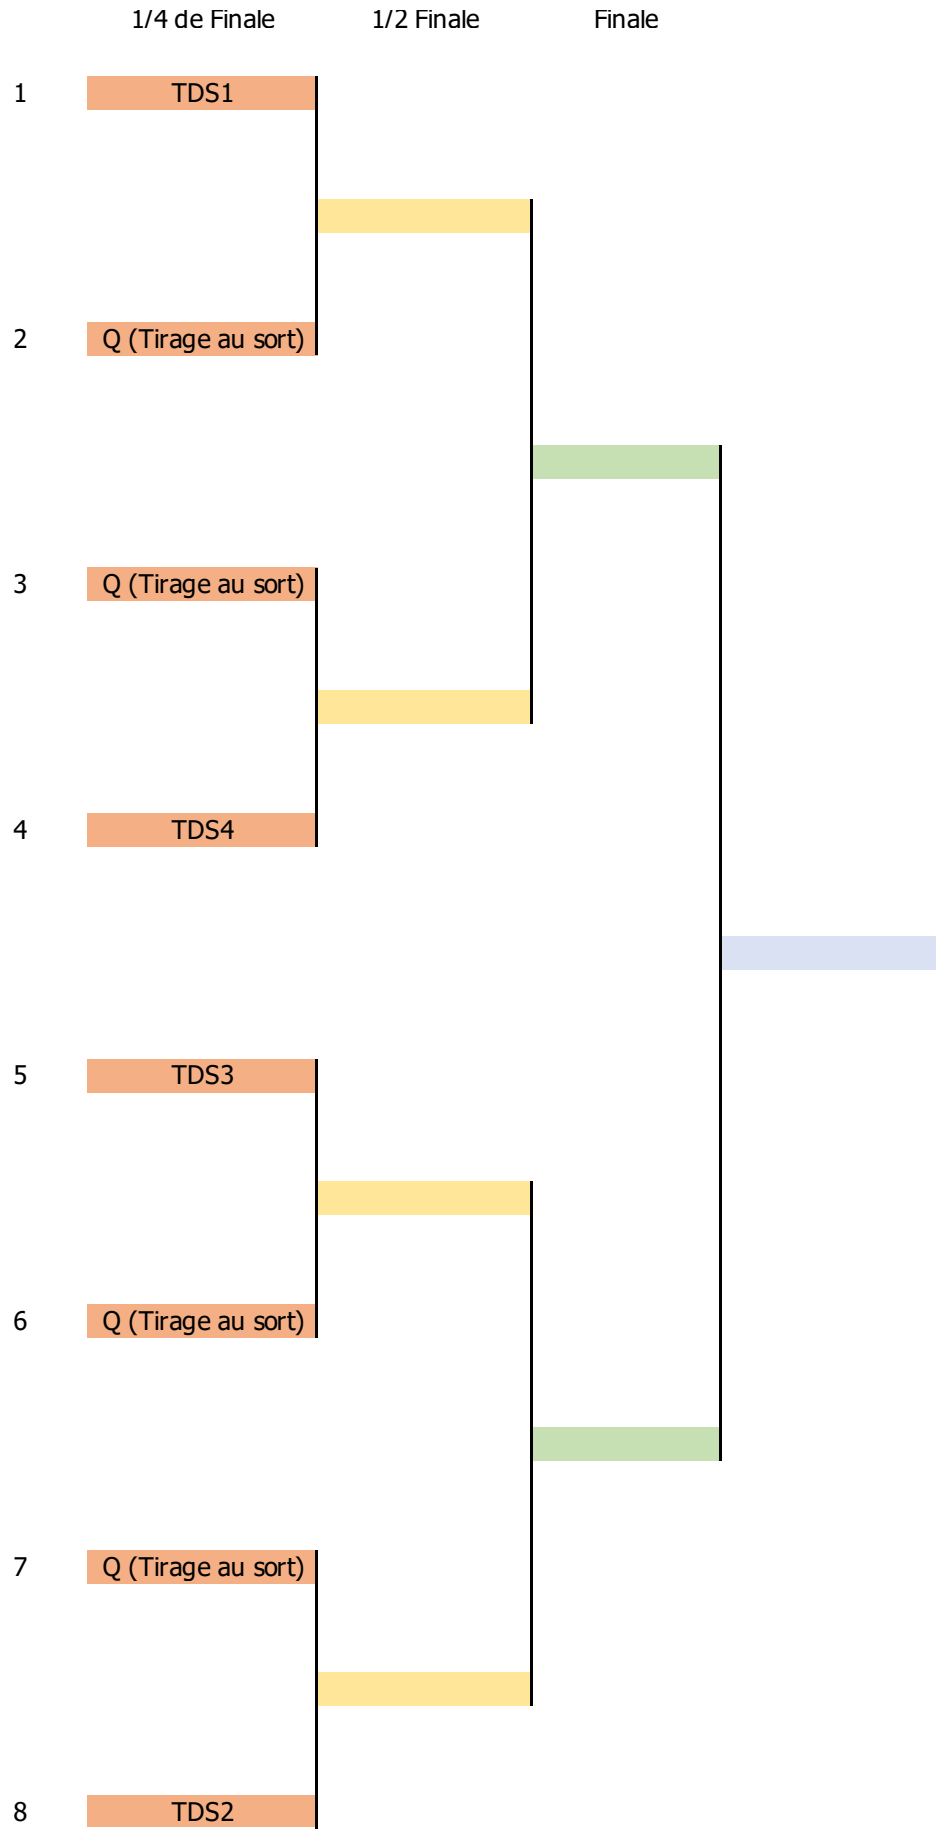 1/4 de Finale 1/2 Finale Finale
1 TDS1
2 Q (Tirage au sort)
3 Q (Tirage au sort)
4 TDS4
5 TDS3
6 Q (Tirage au sort)
7 Q (Tirage au sort)
8 TDS2